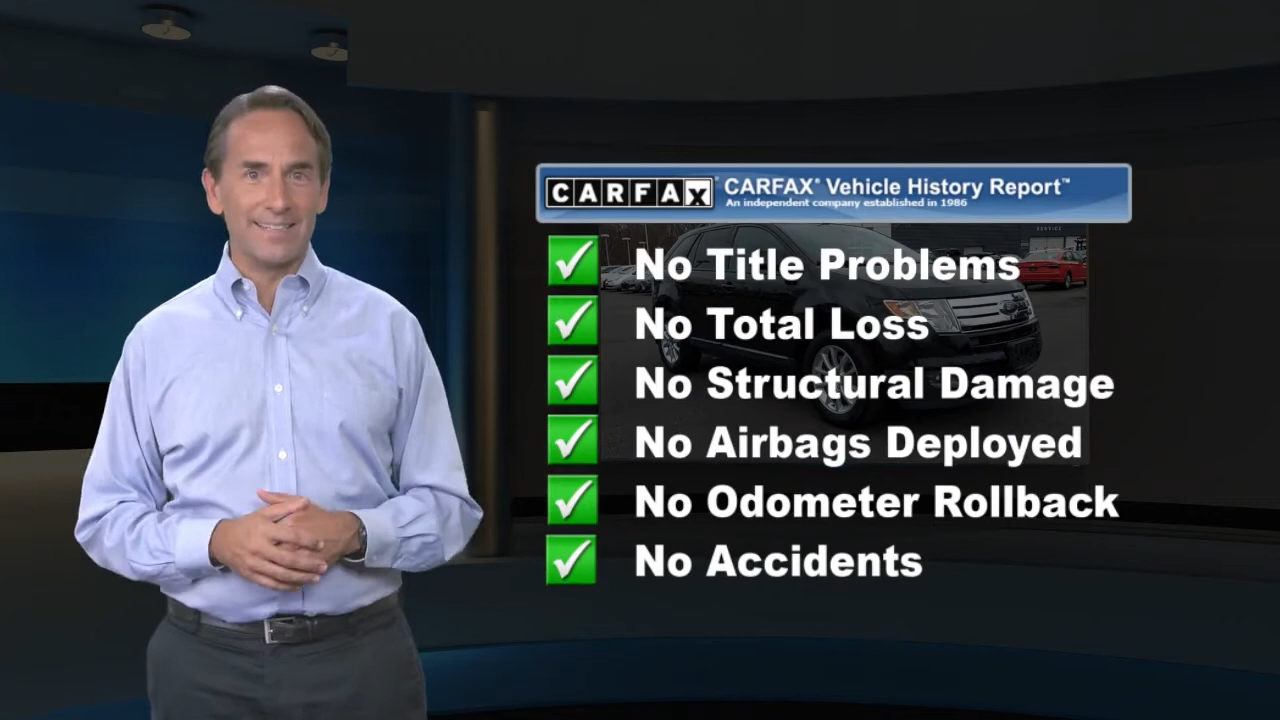 CARFAX
CARFAX® Vehicle History Report™
An independent company established in 1986
SERVICE
No Title Problems
No Total Loss
No Structural Damage
No Airbags Deployed
No Odometer Rollback
No Accidents